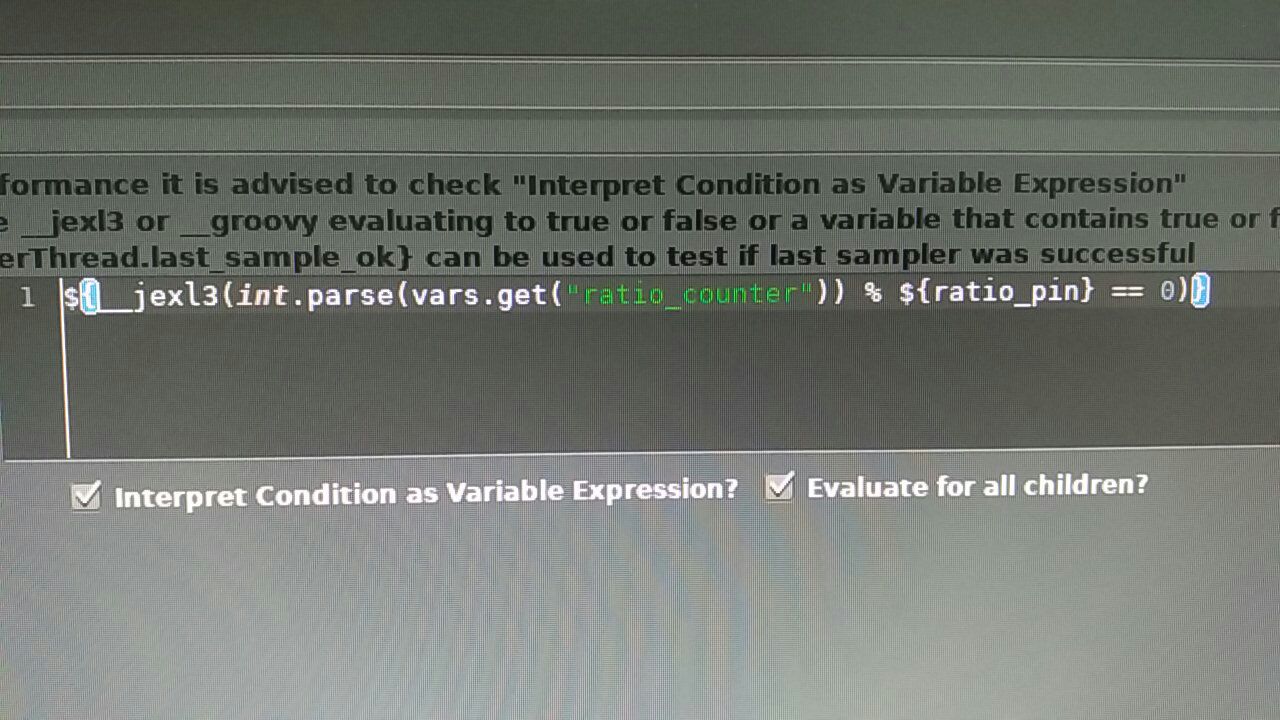 formance it is advised to check "Interpret Condition as Variable Expression"
e __jexl3 or __groovy evaluating to true or false or a variable that contains true or f
erThread.last_sample_ok} can be used to test if last sampler was successful
1 ${__jexl3(int.parse(vars.get("ratio_counter")) % ${ratio_pin} == 0)}
Interpret Condition as Variable Expression? Evaluate for all children?